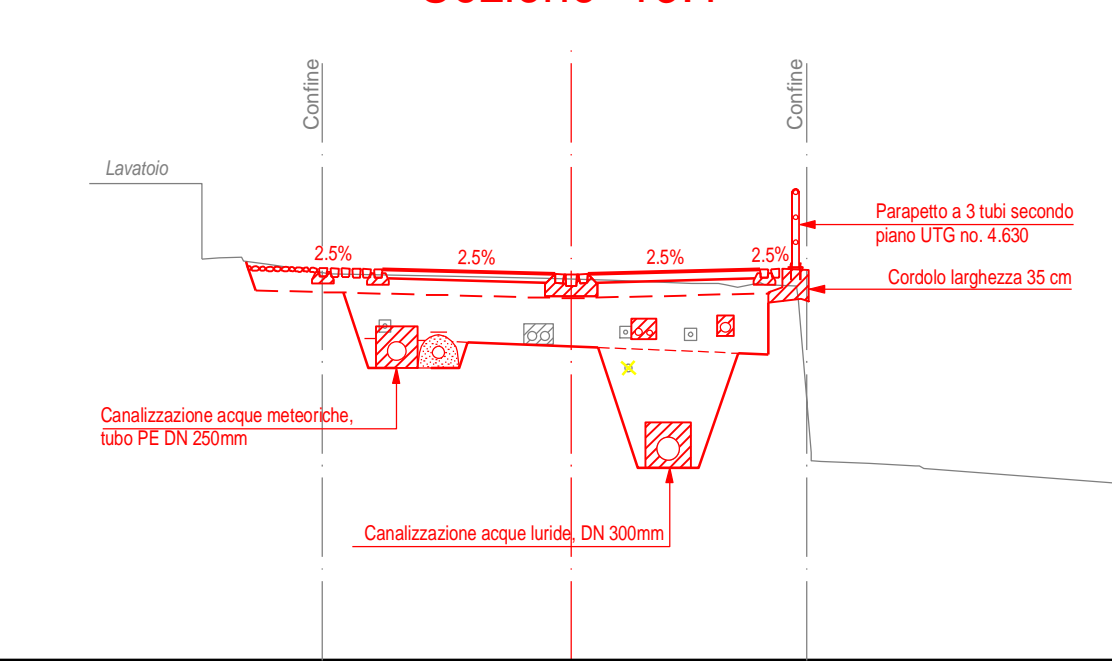 Confine
Confine
Lavatoio
Parapetto a 3 tubi secondo
piano UTG no. 4.630
2.5%
2.5%
2.5%
2.5%
Cordolo larghezza 35 cm
Canalizzazione acque meteoriche,
tubo PE DN 250mm
Canalizzazione acque luride, DN 300mm